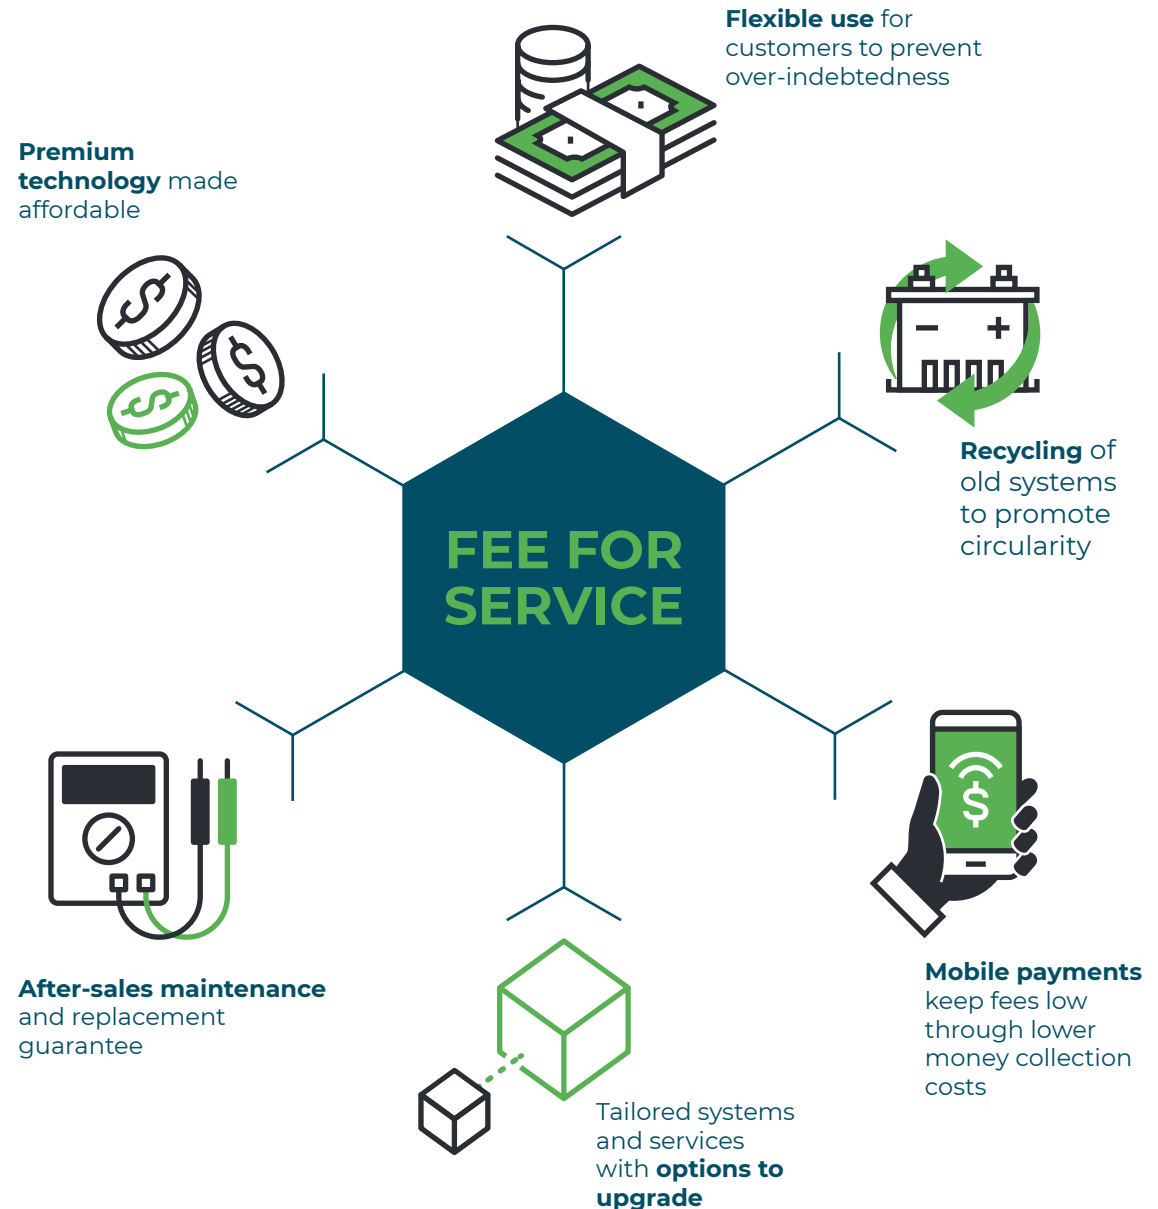 Flexible use for
customers to prevent
over-indebtedness
Premium
technology made
affordable
Recycling of
old systems
to promote
circularity
FEE FOR
SERVICE
After-sales maintenance
and replacement
guarantee
Mobile payments
keep fees low
through lower
money collection
costs
Tailored systems
and services
with options to
upgrade